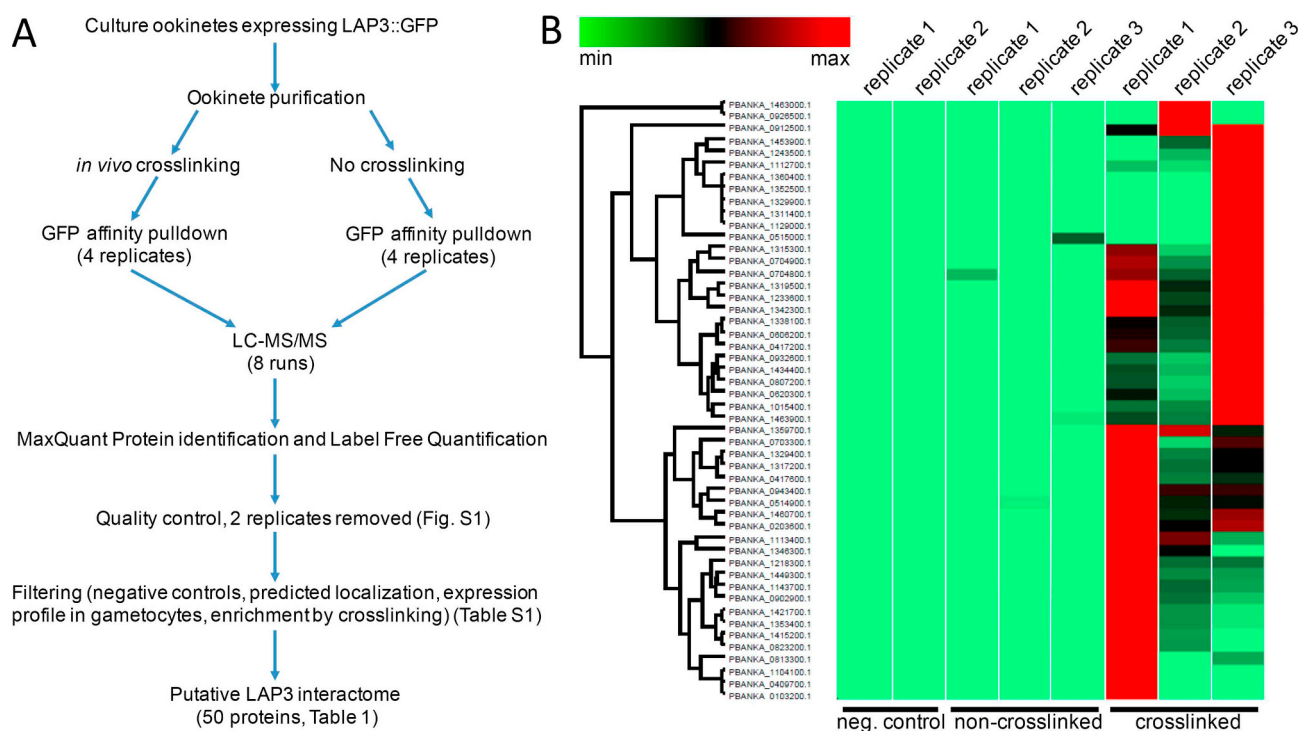 A
Culture ookinetes expressing LAP3::GFP
Ookinete purification
in vivo crosslinking
No crosslinking
GFP affinity pulldown
(4 replicates)
GFP affinity pulldown
(4 replicates)
LC-MS/MS
(8 runs)
MaxQuant Protein identification and Label Free Quantification
Quality control, 2 replicates removed (Fig. S1)
Filtering (negative controls, predicted localization, expression
profile in gametocytes, enrichment by crosslinking) (Table S1)
Putative LAP3 interactome
(50 proteins, Table 1)
B
min
max
replicate 1
replicate 2
replicate 1
replicate 2
replicate 3
replicate 1
replicate 2
replicate 3
PBANKA_1463000.1
PBANKA_0926500.1
PBANKA_0912500.1
PBANKA_1453900.1
PBANKA_1243500.1
PBANKA_1112700.1
PBANKA_1360400.1
PBANKA_1352500.1
PBANKA_1329900.1
PBANKA_1311400.1
PBANKA_1129000.1
PBANKA_0515000.1
PBANKA_1315300.1
PBANKA_0704900.1
PBANKA_0704800.1
PBANKA_1319500.1
PBANKA_1233600.1
PBANKA_1342300.1
PBANKA_1338100.1
PBANKA_0606200.1
PBANKA_0417200.1
PBANKA_0932600.1
PBANKA_1434400.1
PBANKA_0807200.1
PBANKA_0620300.1
PBANKA_1015400.1
PBANKA_1463900.1
PBANKA_1359700.1
PBANKA_0703300.1
PBANKA_1329400.1
PBANKA_1317200.1
PBANKA_0417600.1
PBANKA_0943400.1
PBANKA_0514900.1
PBANKA_1460700.1
PBANKA_0203600.1
PBANKA_1113400.1
PBANKA_1346300.1
PBANKA_1218300.1
PBANKA_1449300.1
PBANKA_1143700.1
PBANKA_0902900.1
PBANKA_1421700.1
PBANKA_1353400.1
PBANKA_1415200.1
PBANKA_0823200.1
PBANKA_0813300.1
PBANKA_1104100.1
PBANKA_0409700.1
PBANKA_0103200.1
neg. control
non-crosslinked
crosslinked